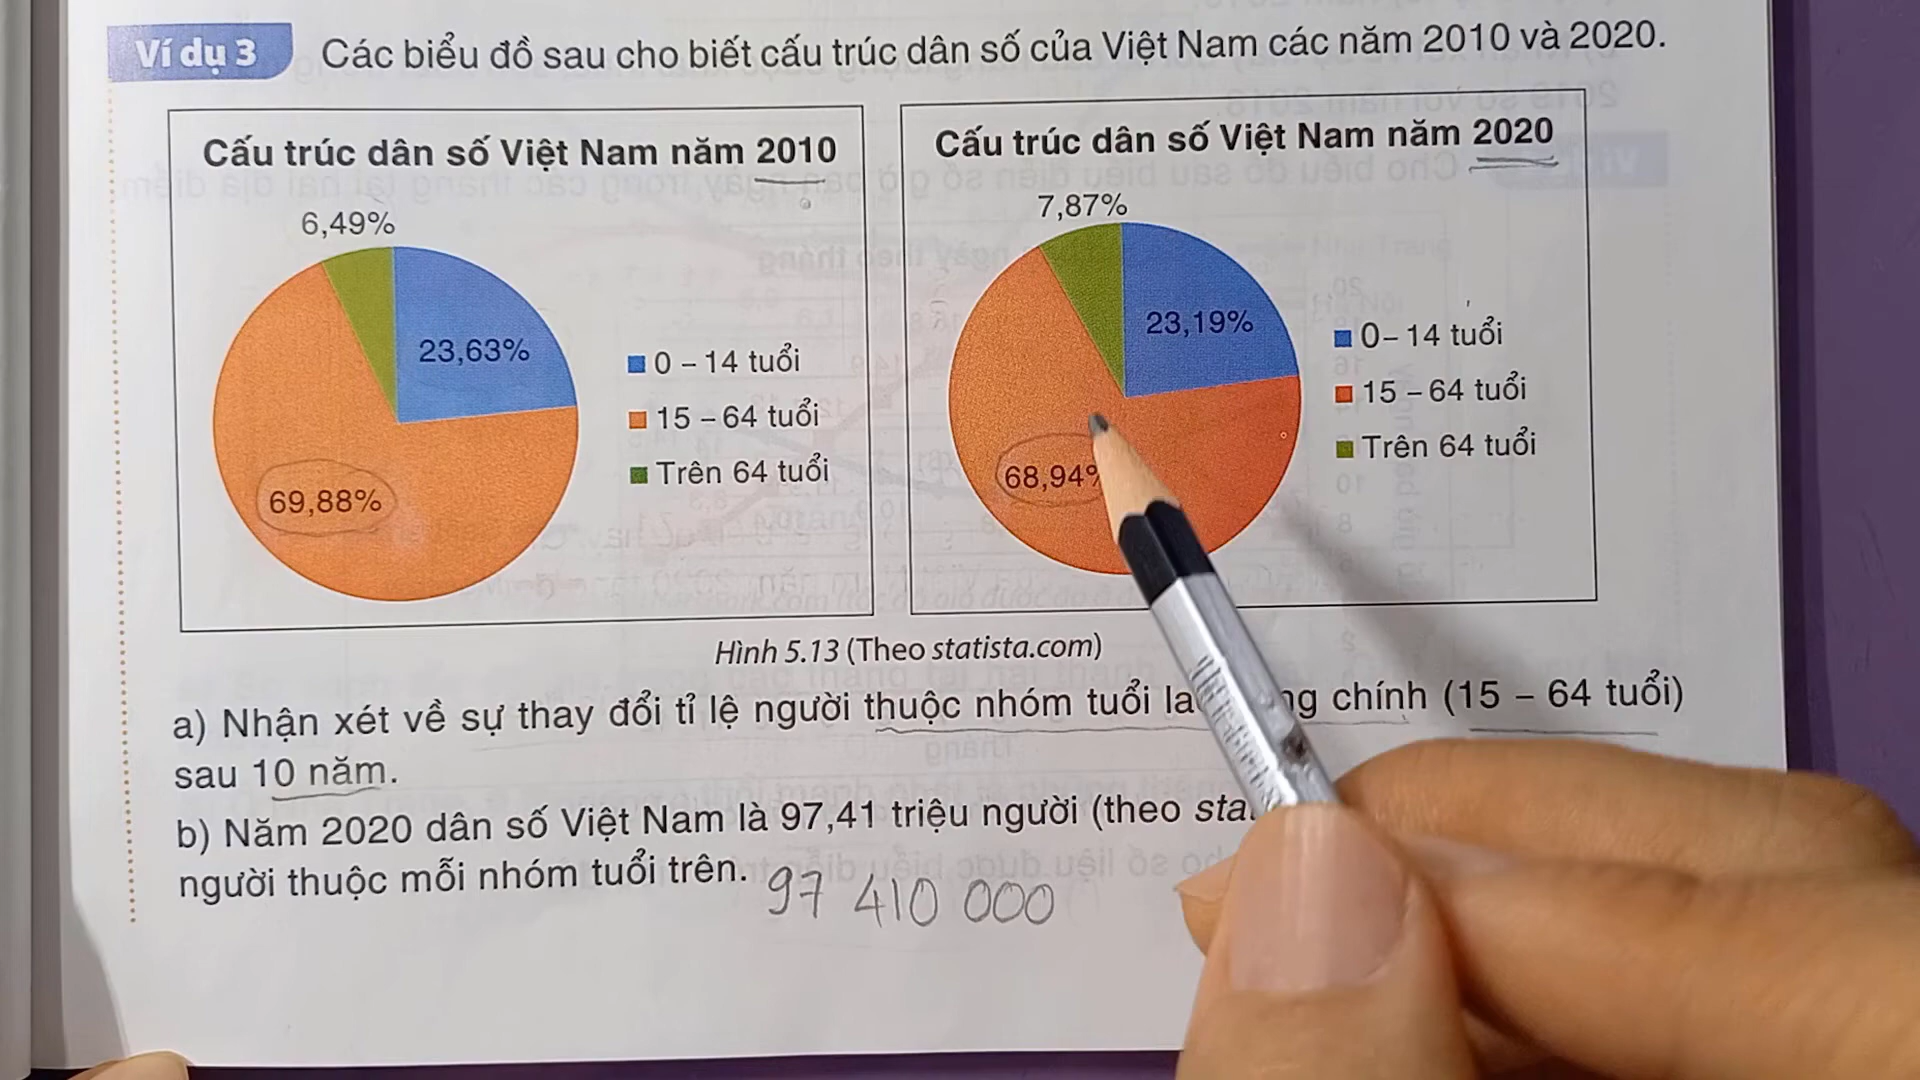 Ví dụ 3 Các biểu đồ sau cho biết cấu trúc dân số của Việt Nam các năm 2010 và 2020.
Cấu trúc dân số Việt Nam năm 2010
6,49%
23,63%
69,88%
0 – 14 tuổi
15 – 64 tuổi
Trên 64 tuổi
Cấu trúc dân số Việt Nam năm 2020
7,87%
23,19%
68,94%
0– 14 tuổi
15 – 64 tuổi
Trên 64 tuổi
Hình 5.13 (Theo statista.com)
a) Nhận xét về sự thay đổi tỉ lệ người thuộc nhóm tuổi chính (15 – 64 tuổi)
sau 10 năm.
b) Năm 2020 dân số Việt Nam là 97,41 triệu người (theo
người thuộc mỗi nhóm tuổi trên.
97 410 000